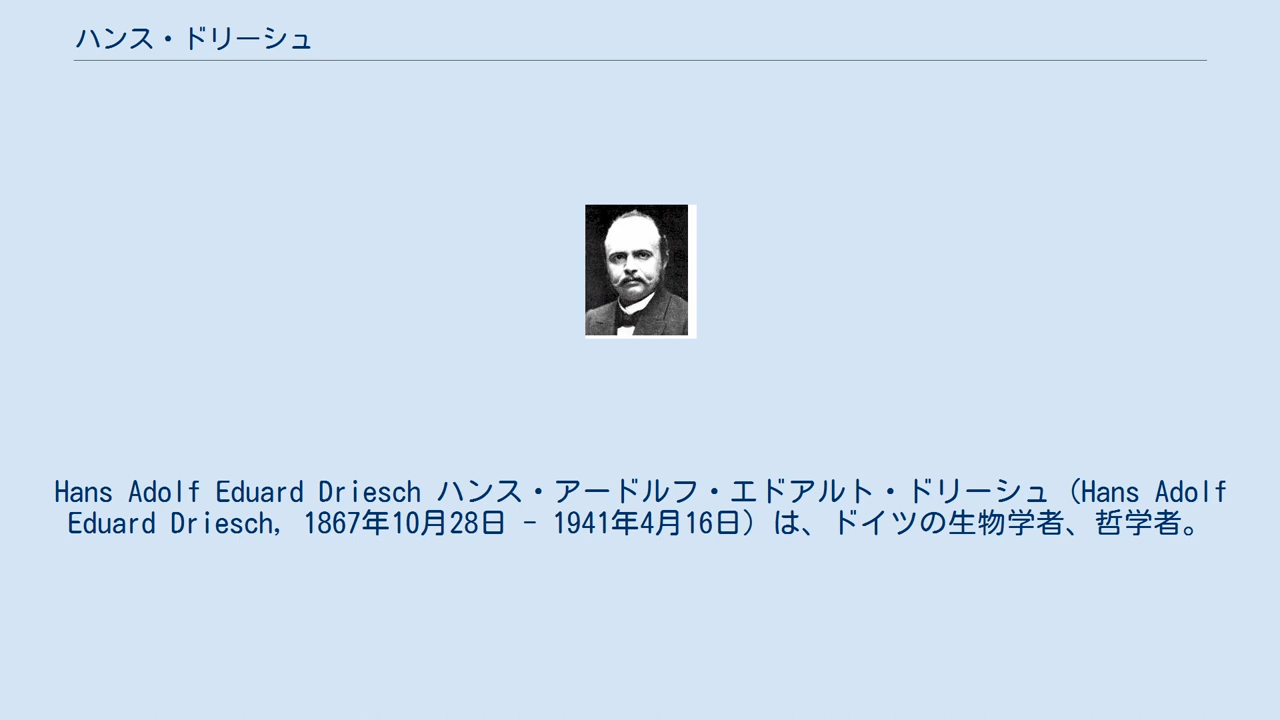 ハンス・ドリーシュ
Hans Adolf Eduard Driesch ハンス・アードルフ・エドアルト・ドリーシュ（Hans Adolf
Eduard Driesch, 1867年10月28日 - 1941年4月16日）は、ドイツの生物学者、哲学者。